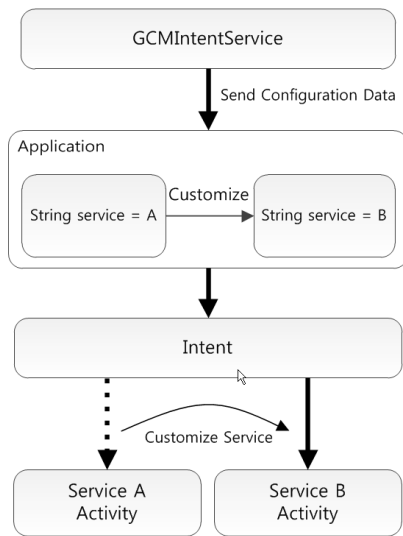 GCMIntentService
Send Configuration Data
Application
Customize
String service = A
String service = B
Intent
Customize Service
Service A
Activity
Service B
Activity